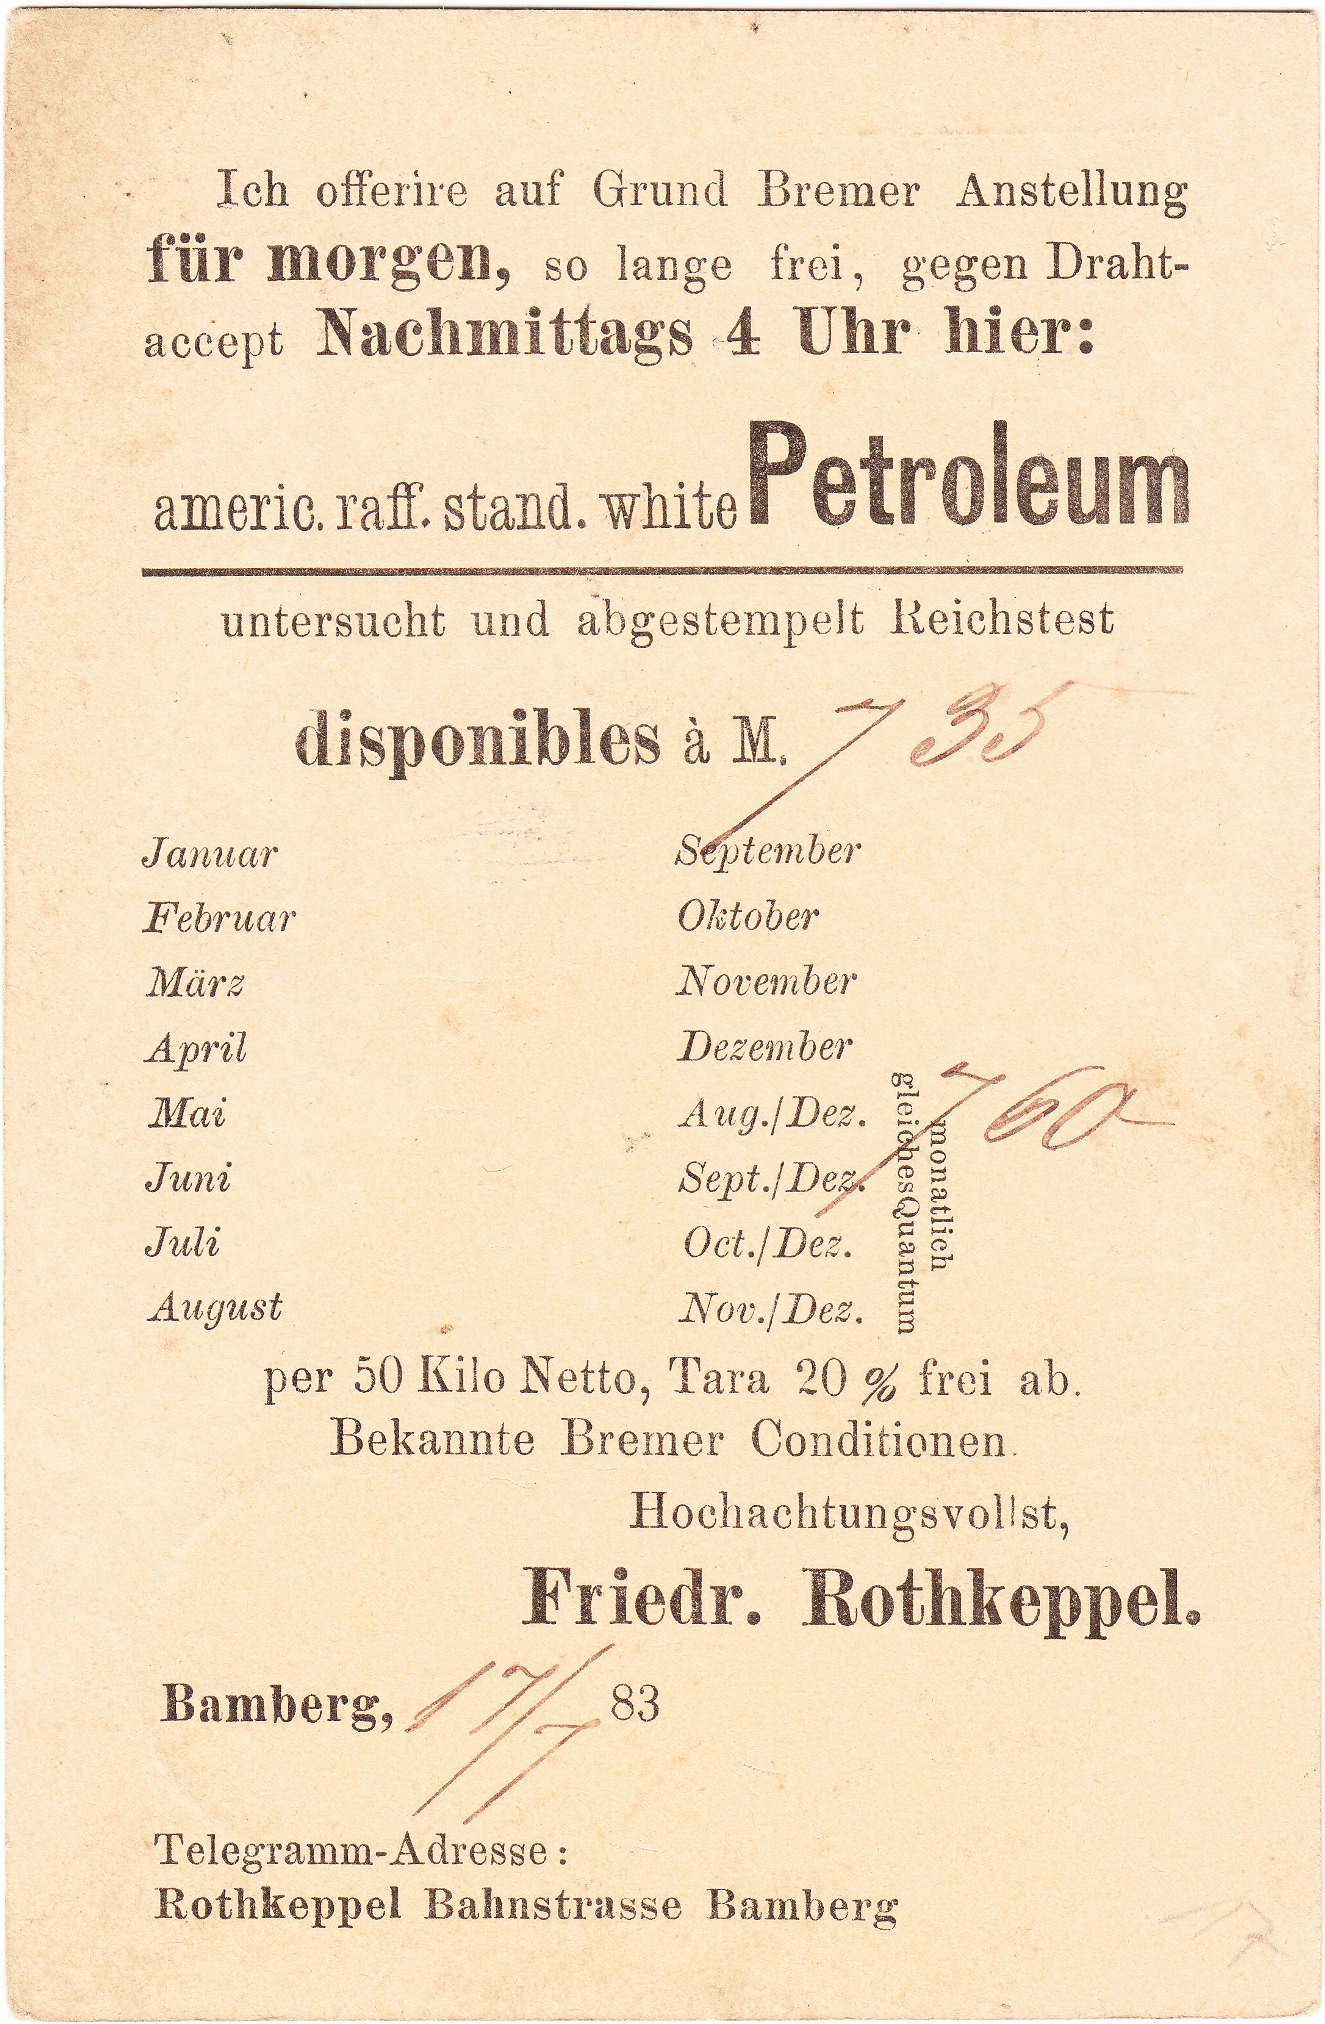 Ich offerire auf Grund Bremer Anstellung
für morgen, so lange frei, gegen Draht-
accept Nachmittags 4 Uhr hier:
americ. raff. stand. white Petroleum
untersucht und abgestempelt Reichstest
disponibles à M. 7 35
Januar September
Februar Oktober
März November
April Dezember
Mai Aug./Dez. 7 60
Juni Sept./Dez.
Juli Oct./Dez.
August Nov./Dez.
monatlich
gleiches Quantum
per 50 Kilo Netto, Tara 20 % frei ab.
Bekannte Bremer Conditionen.
Hochachtungsvollst,
Friedr. Rothkeppel.
Bamberg, 17/7 83
Telegramm-Adresse:
Rothkeppel Bahnstrasse Bamberg